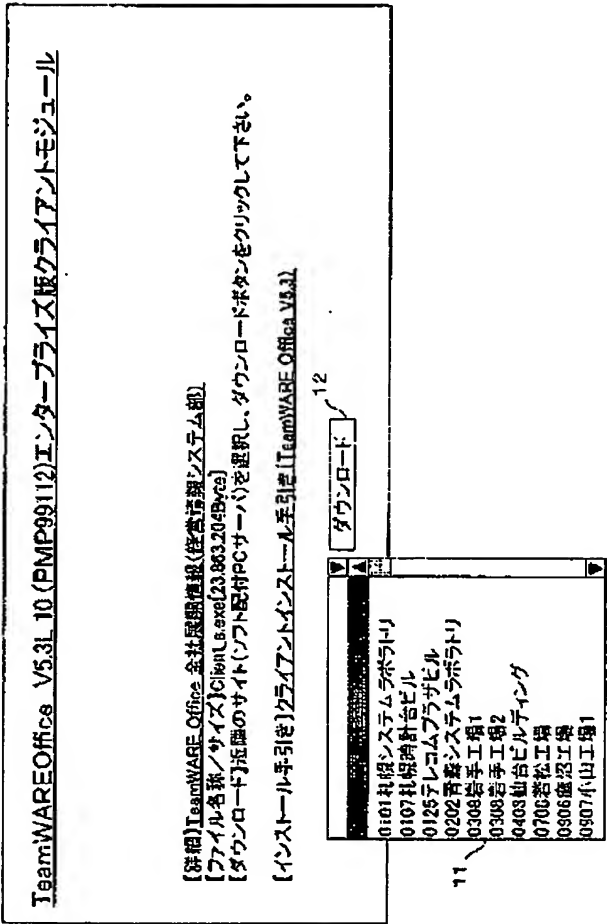 TeamWAREOffice V5.3L 10 (PMP99112)エンタープライズ版クライアントモジュール
【詳細】TeamWARE Office 全社展開情報(経営情報システム部)
【ファイル名称/サイズ】Client_s.exe[23,863,204Byte]
【ダウンロード】近隣のサイト(ソフト配付PCサーバ)を選択し、ダウンロードボタンをクリックして下さい。
【インストール手引き】クライアントインストール手引き(TeamWARE Office V5.3)
0101札幌システムラボラトリ
0107札幌時計台ビル
0125テレコムプラザビル
0202青森システムラボラトリ
0308岩手工場1
0308岩手工場2
0403仙台ビルディング
0706若松工場
0906鹿沼工場
0907小山工場1
ダウンロード
11
12